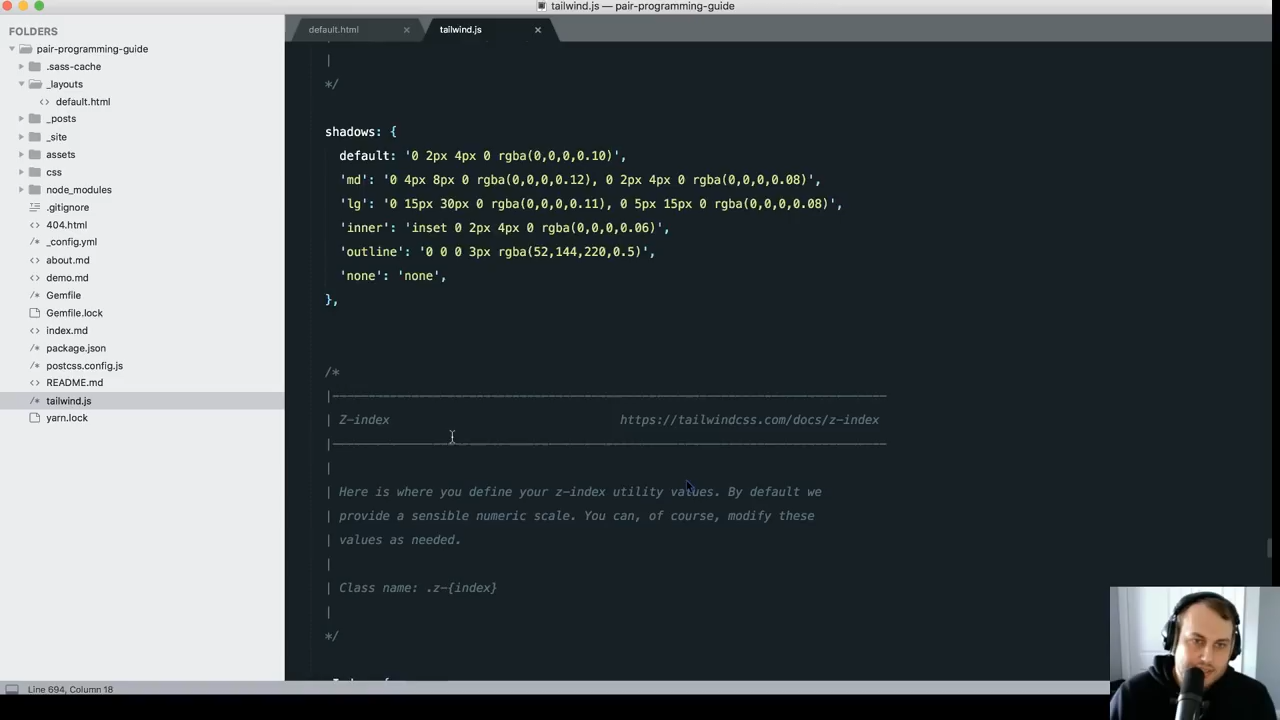 tailwind.js — pair-programming-guide
FOLDERS
pair-programming-guide
.sass-cache
_layouts
default.html
_posts
_site
assets
css
node_modules
.gitignore
404.html
_config.yml
about.md
demo.md
Gemfile
Gemfile.lock
index.md
package.json
postcss.config.js
README.md
tailwind.js
yarn.lock
default.html
tailwind.js
|
*/
shadows: {
default: '0 2px 4px 0 rgba(0,0,0,0.10)',
'md': '0 4px 8px 0 rgba(0,0,0,0.12), 0 2px 4px 0 rgba(0,0,0,0.08)',
'lg': '0 15px 30px 0 rgba(0,0,0,0.11), 0 5px 15px 0 rgba(0,0,0,0.08)',
'inner': 'inset 0 2px 4px 0 rgba(0,0,0,0.06)',
'outline': '0 0 0 3px rgba(52,144,220,0.5)',
'none': 'none',
},
/*
|-----------------------------------------------------------------------------
| Z-index https://tailwindcss.com/docs/z-index
|-----------------------------------------------------------------------------
|
| Here is where you define your z-index utility values. By default we
| provide a sensible numeric scale. You can, of course, modify these
| values as needed.
|
| Class name: .z-{index}
|
*/
Line 694, Column 18